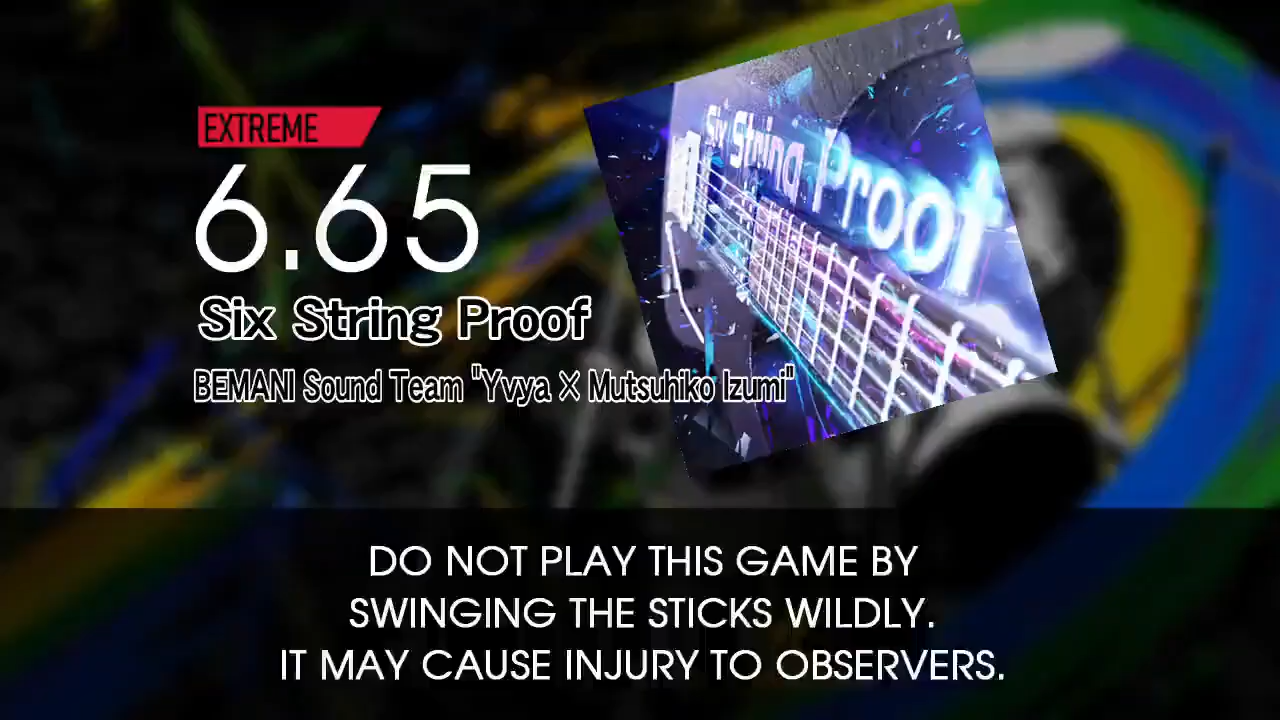 EXTREME
6.65
Six String Proof
BEMANI Sound Team "Yvya × Mutsuhiko Izumi"
Six String Proof
DO NOT PLAY THIS GAME BY
SWINGING THE STICKS WILDLY.
IT MAY CAUSE INJURY TO OBSERVERS.